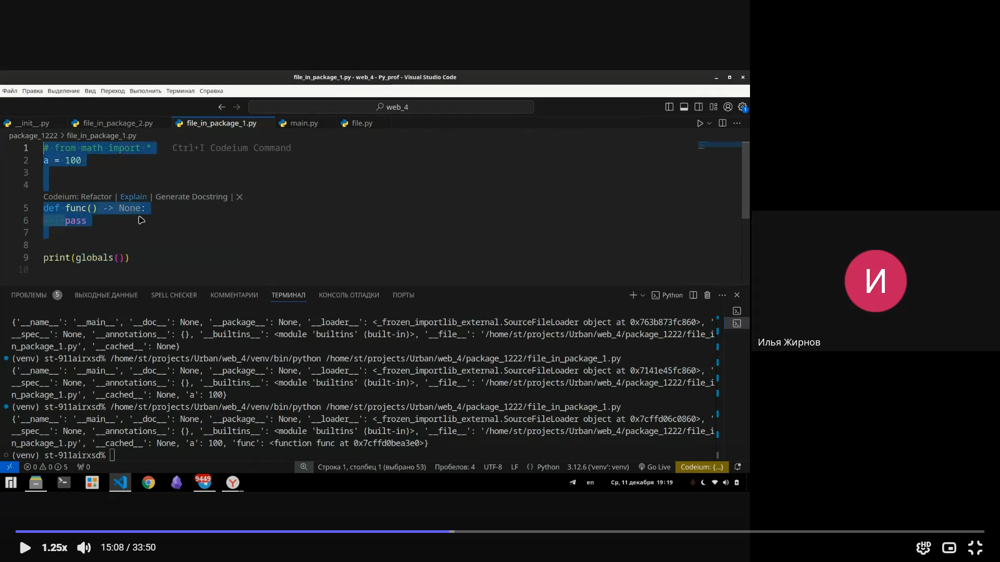 file_in_package_1.py - web_4 - Py_prof - Visual Studio Code
Файл Правка Выделение Вид Переход Выполнить Терминал Справка
web_4
1
__init__.py file_in_package_2.py file_in_package_1.py main.py file.py
package_1222 > file_in_package_1.py
1 # from math import * Ctrl+I Codeium Command
2 a = 100
3
4
Codeium: Refactor | Explain | Generate Docstring |
5 def func() -> None:
6 pass
7
8
9 print(globals())
10
ПРОБЛЕМЫ 5 ВЫХОДНЫЕ ДАННЫЕ SPELL CHECKER КОММЕНТАРИИ ТЕРМИНАЛ КОНСОЛЬ ОТЛАДКИ ПОРТЫ Python
{'__name__': '__main__', '__doc__': None, '__package__': None, '__loader__': <_frozen_importlib_external.SourceFileLoader object at 0x763b873fc860>, '
__spec__': None, '__annotations__': {}, '__builtins__': <module 'builtins' (built-in)>, '__file__': '/home/st/projects/Urban/web_4/package_1222/file_i
n_package_1.py', '__cached__': None}
(venv) st-911airxsd% /home/st/projects/Urban/web_4/venv/bin/python /home/st/projects/Urban/web_4/package_1222/file_in_package_1.py
{'__name__': '__main__', '__doc__': None, '__package__': None, '__loader__': <_frozen_importlib_external.SourceFileLoader object at 0x7141e45fc860>, '
__spec__': None, '__annotations__': {}, '__builtins__': <module 'builtins' (built-in)>, '__file__': '/home/st/projects/Urban/web_4/package_1222/file_i
n_package_1.py', '__cached__': None, 'a': 100}
(venv) st-911airxsd% /home/st/projects/Urban/web_4/venv/bin/python /home/st/projects/Urban/web_4/package_1222/file_in_package_1.py
{'__name__': '__main__', '__doc__': None, '__package__': None, '__loader__': <_frozen_importlib_external.SourceFileLoader object at 0x7cffd06c0860>, '
__spec__': None, '__annotations__': {}, '__builtins__': <module 'builtins' (built-in)>, '__file__': '/home/st/projects/Urban/web_4/package_1222/file_i
n_package_1.py', '__cached__': None, 'a': 100, 'func': <function func at 0x7cffd0bea3e0>}
(venv) st-911airxsd%
0 0 5 0 Строка 1, столбец 1 (выбрано 53) Пробелов: 4 UTF-8 LF {} Python 3.12.6 ('venv': venv) Go Live Codeium: {...}
9449 en Ср, 11 декабря 19:19
И
Илья Жирнов
1.25x 15:08 / 33:50 HD